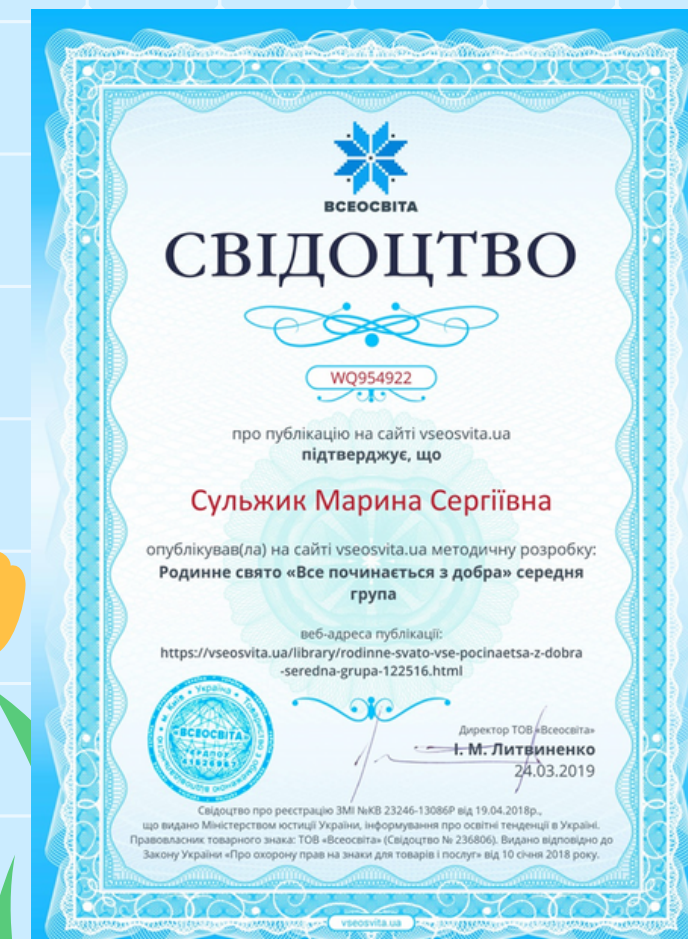 ВСЕОСВІТА
СВІДОЦТВО
WQ954922
про публікацію на сайті vseosvita.ua
підтверджує, що
Сульжик Марина Сергіївна
опублікував(ла) на сайті vseosvita.ua методичну розробку:
Родинне свято «Все починається з добра» середня
група
веб-адреса публікації:
https://vseosvita.ua/library/rodinne-svato-vse-pocinaetsa-z-dobra
-seredna-grupa-122516.html
Україна
м. Київ
ВСЕОСВІТА
Директор ТОВ «Всеосвіта»
І. М. Литвиненко
24.03.2019
Свідоцтво про реєстрацію ЗМІ №КВ 23246-13086Р від 19.04.2018р.,
що видано Міністерством юстиції України, інформування про освітні тенденції в Україні.
Правовласник товарного знака: ТОВ «Всеосвіта» (Свідоцтво № 236806). Видано відповідно до
Закону України «Про охорону прав на знаки для товарів і послуг» від 10 січня 2018 року.
vseosvita.ua